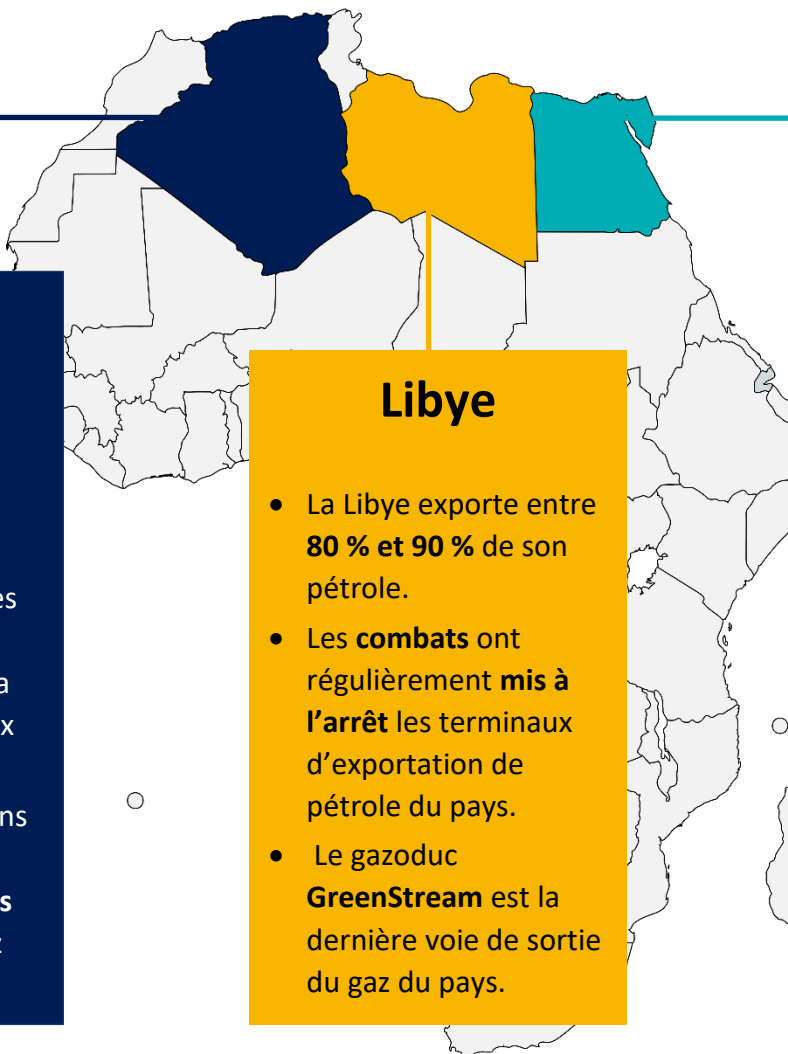 Libye
• La Libye exporte entre
80 % et 90 % de son
pétrole.
• Les combats ont
régulièrement mis à
l’arrêt les terminaux
d’exportation de
pétrole du pays.
• Le gazoduc
GreenStream est la
dernière voie de sortie
du gaz du pays.